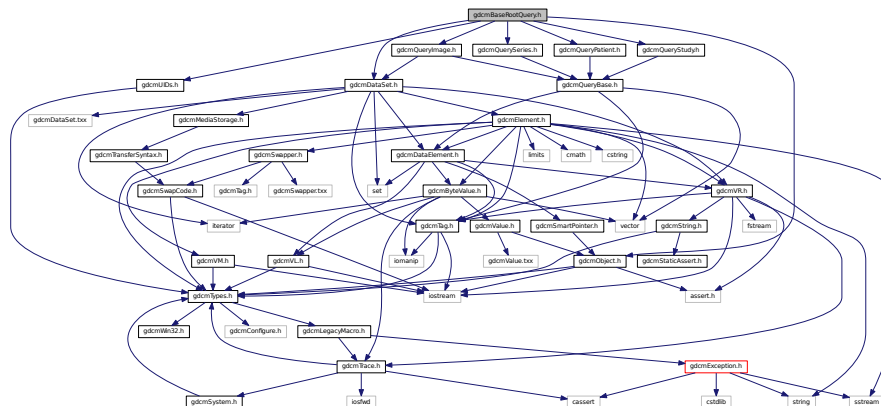 gdcmBaseRootQuery.h
gdcmQueryImage.h
gdcmQuerySeries.h
gdcmQueryPatient.h
gdcmQueryStudy.h
gdcmUIDs.h
gdcmDataSet.h
gdcmQueryBase.h
gdcmDataSet.txx
gdcmMediaStorage.h
gdcmElement.h
gdcmTransferSyntax.h
gdcmSwapper.h
gdcmDataElement.h
limits
cmath
cstring
gdcmSwapCode.h
gdcmTag.h
gdcmSwapper.txx
set
gdcmByteValue.h
gdcmVR.h
iterator
gdcmTag.h
gdcmValue.h
gdcmSmartPointer.h
vector
gdcmString.h
fstream
gdcmVM.h
gdcmVL.h
iomanip
gdcmValue.txx
gdcmObject.h
gdcmStaticAssert.h
gdcmTypes.h
iostream
assert.h
gdcmWin32.h
gdcmConfigure.h
gdcmLegacyMacro.h
gdcmTrace.h
gdcmException.h
gdcmSystem.h
iosfwd
cassert
cstdlib
string
sstream